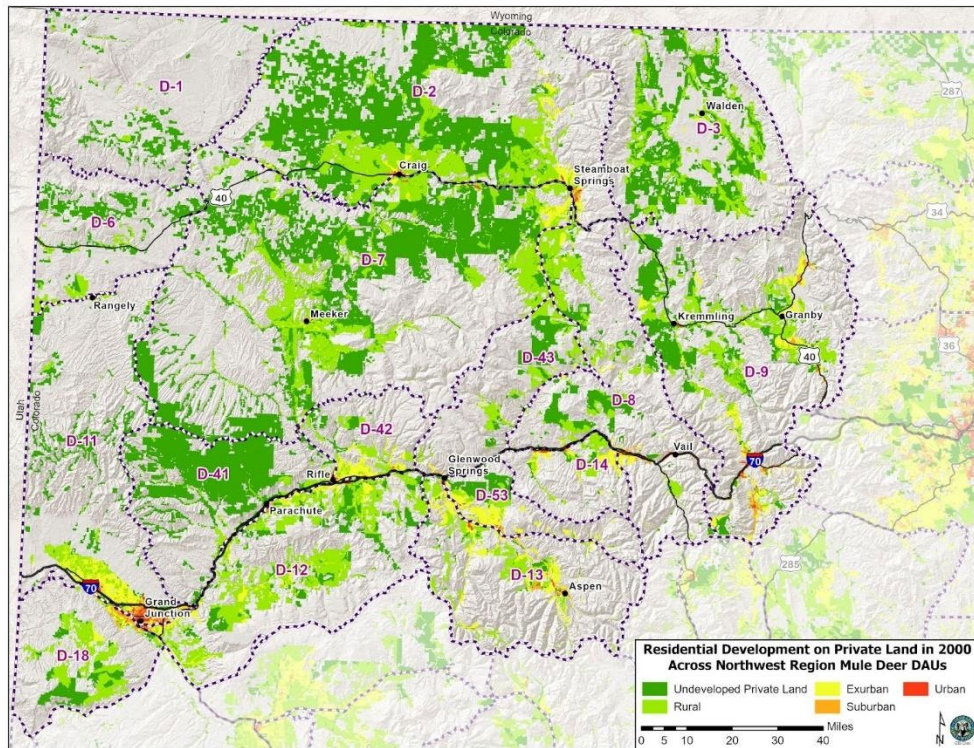 Wyoming
Colorado
D-1
D-2
287
Walden
D-3
Craig
Steamboat
Springs
40
34
D-6
D-7
Rangely
Meeker
Kremmling
Granby
36
40
D-43
D-9
Utah
Colorado
D-8
D-11
D-42
Glenwood
Springs
Vail
D-41
Rifle
D-14
70
D-53
Parachute
285
D-12
D-13
Aspen
70
Grand
Junction
D-18
Residential Development on Private Land in 2000
Across Northwest Region Mule Deer DAUs
Undeveloped Private Land
Exurban
Urban
Rural
Suburban
Miles
0 5 10 20 30 40
N